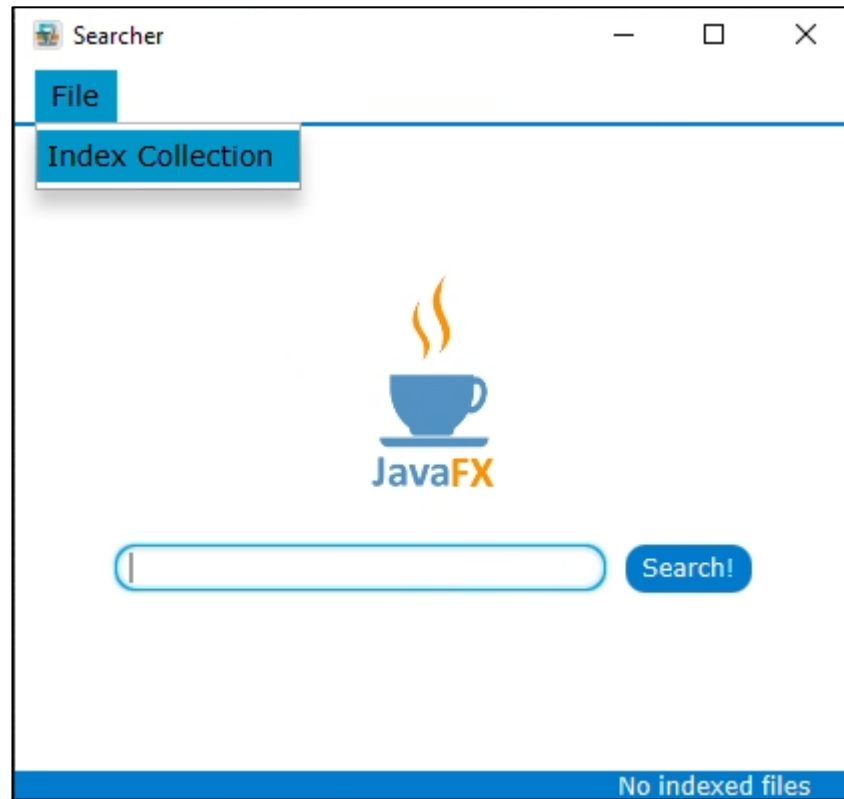 Searcher
File
Index Collection
JavaFX
Search!
No indexed files